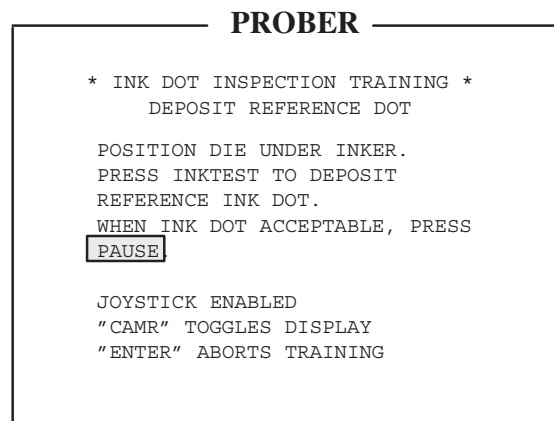 PROBER
* INK DOT INSPECTION TRAINING *
DEPOSIT REFERENCE DOT
POSITION DIE UNDER INKER.
PRESS INKTEST TO DEPOSIT
REFERENCE INK DOT.
WHEN INK DOT ACCEPTABLE, PRESS
PAUSE.
JOYSTICK ENABLED
”CAMR” TOGGLES DISPLAY
”ENTER” ABORTS TRAINING